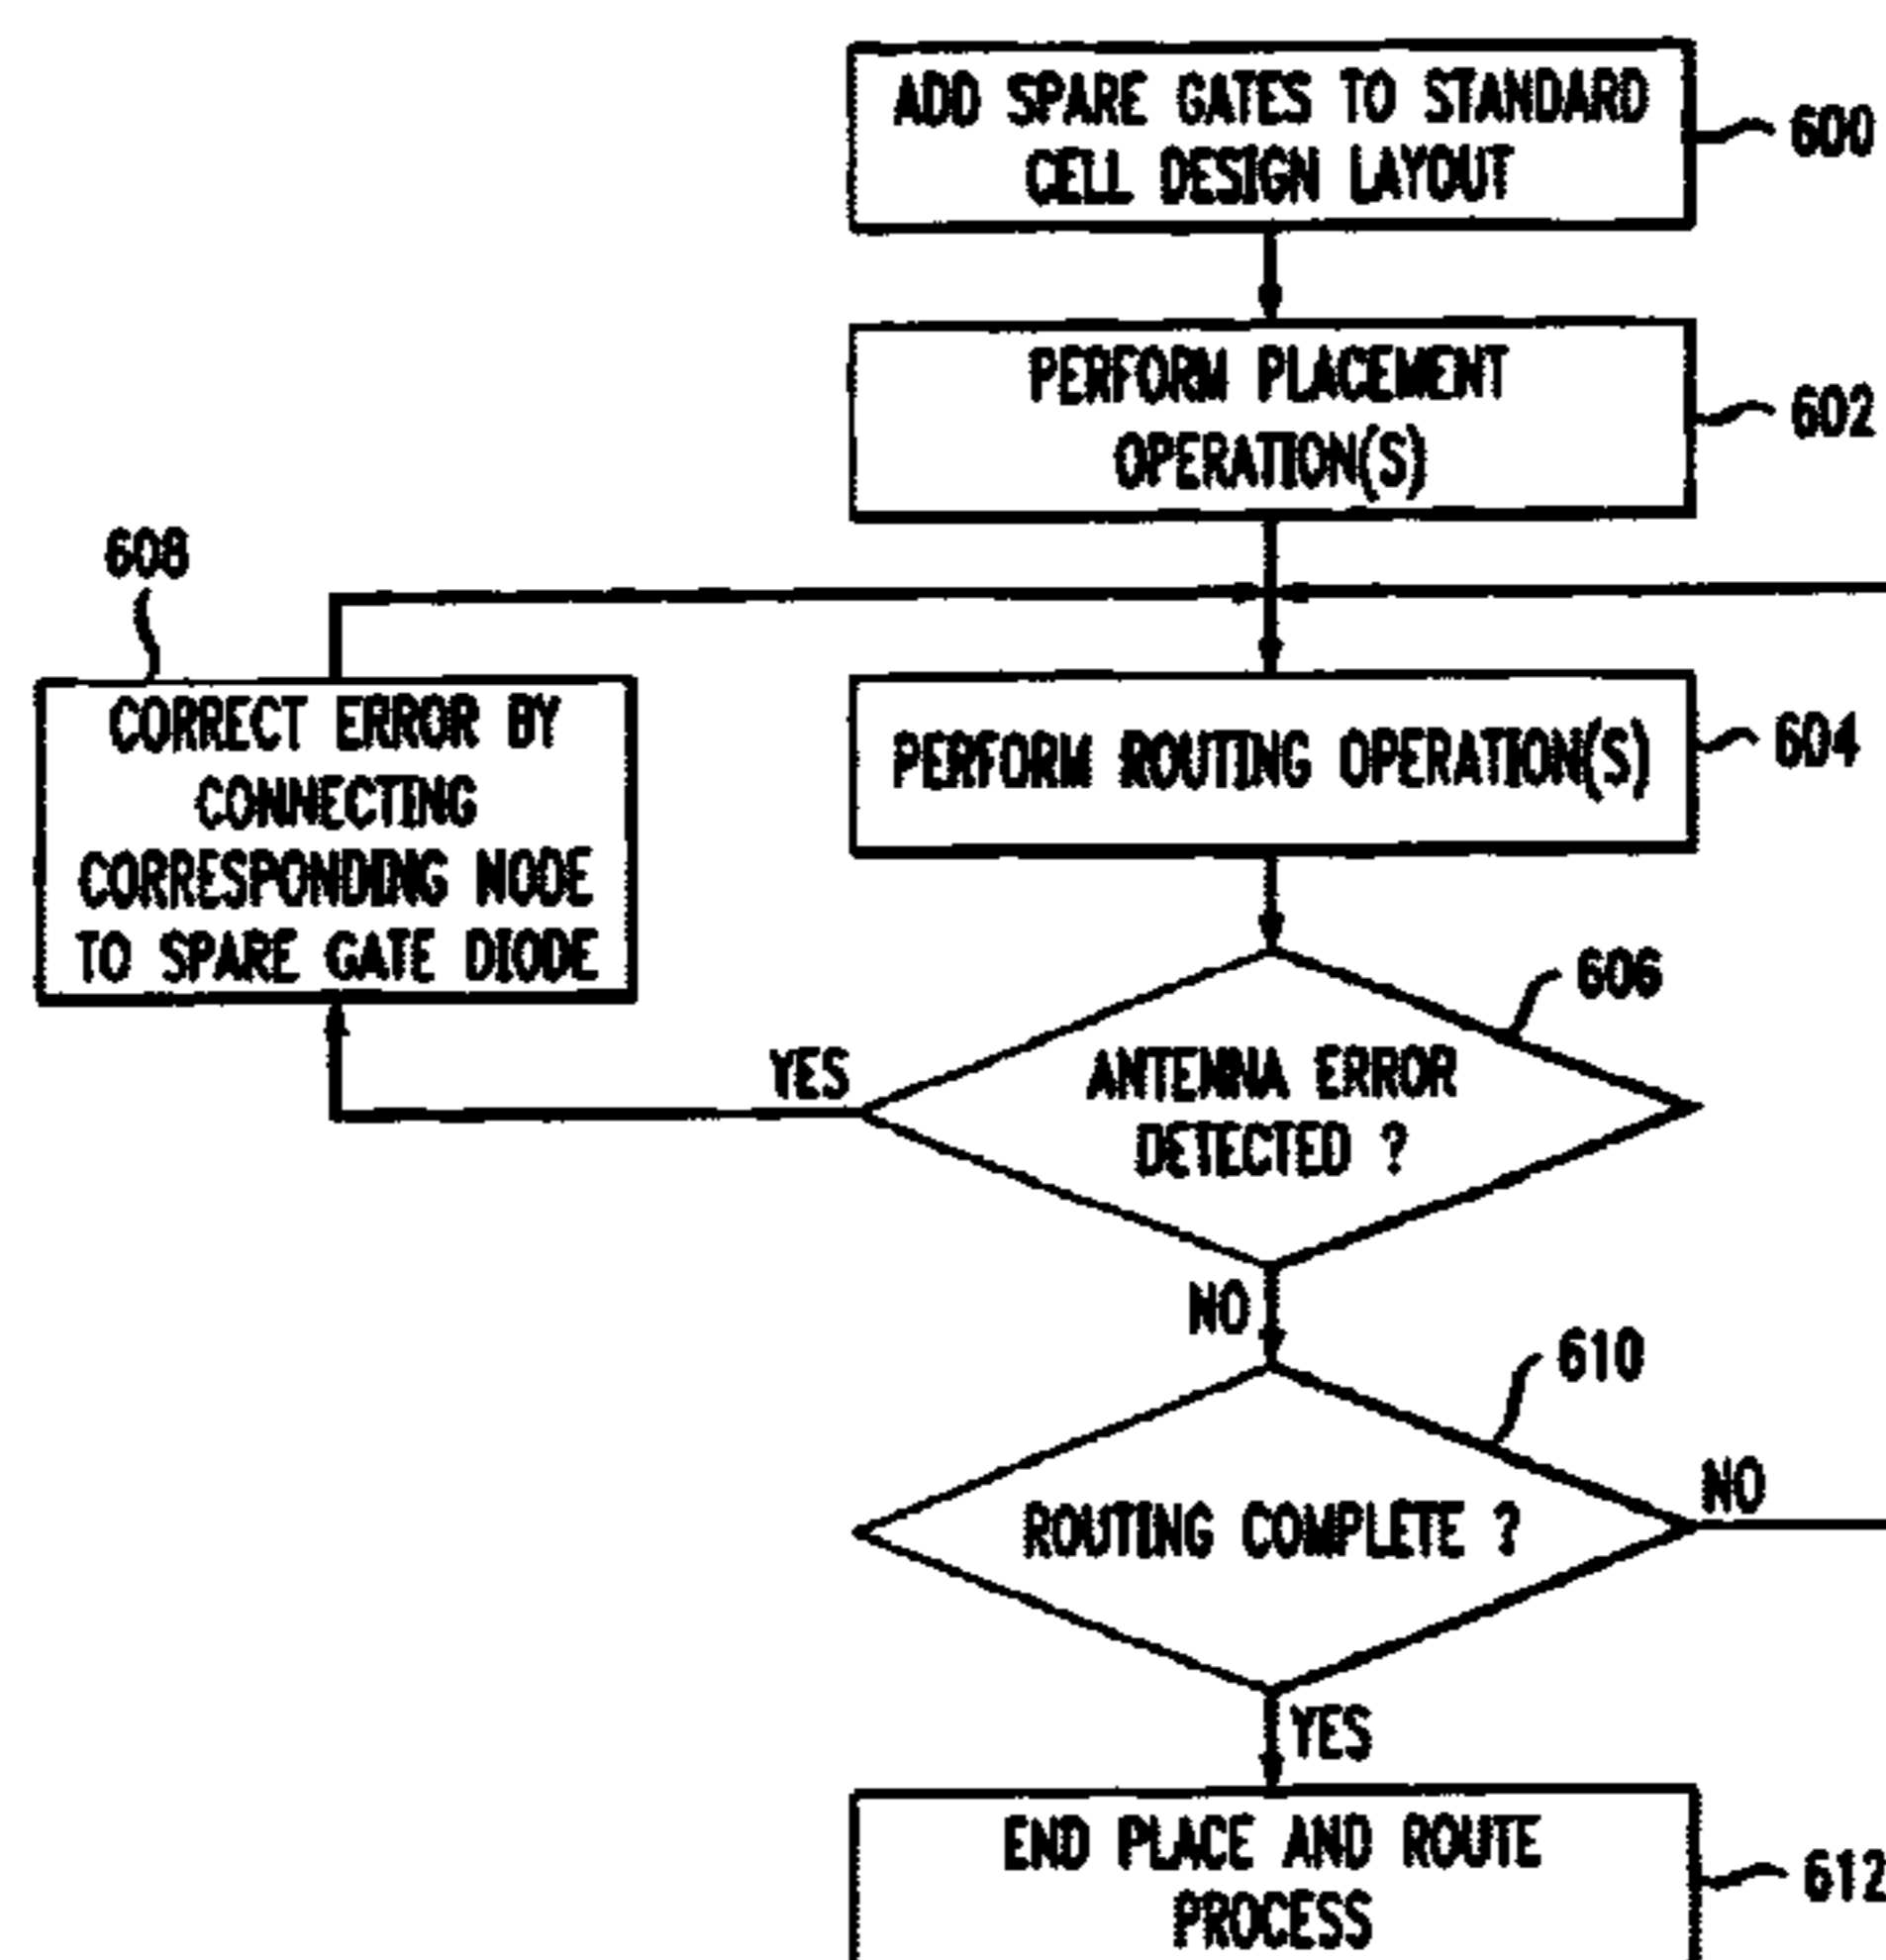 ADD SPARE GATES TO STANDARD
CELL DESIGN LAYOUT
600
PERFORM PLACEMENT
OPERATION(S)
602
608
CORRECT ERROR BY
CONNECTING
CORRESPONDING NODE
TO SPARE GATE DIODE
PERFORM ROUTING OPERATION(S)
604
606
YES
ANTENNA ERROR
DETECTED ?
NO
610
ROUTING COMPLETE ?
NO
YES
END PLACE AND ROUTE
PROCESS
612